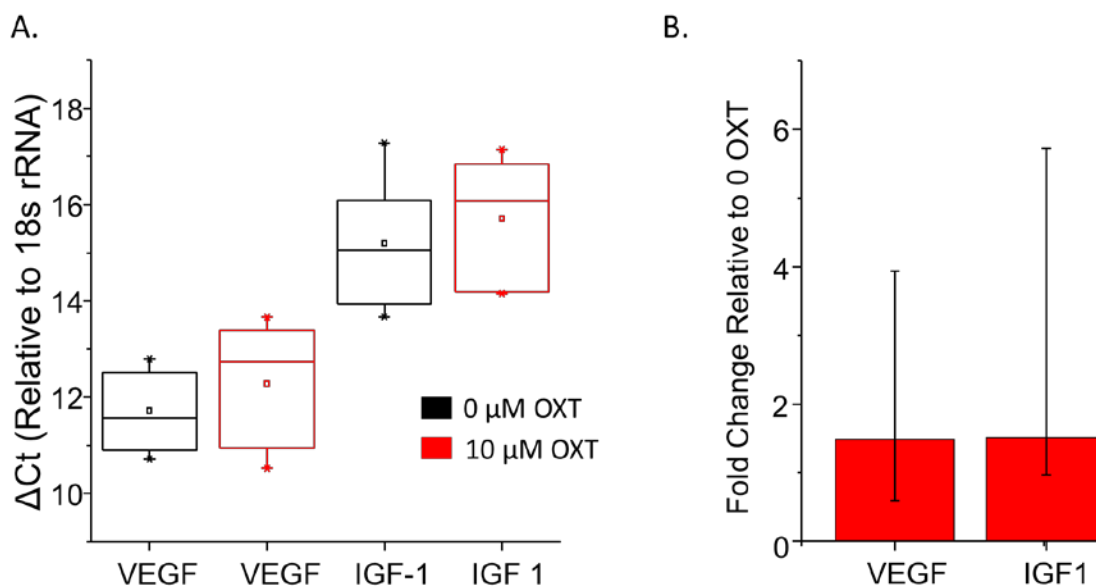 A.
ΔCt (Relative to 18s rRNA)
18
16
14
12
10
0 μM OXT
10 μM OXT
VEGF VEGF IGF-1 IGF 1
B.
Fold Change Relative to 0 OXT
6
4
2
0
VEGF IGF1